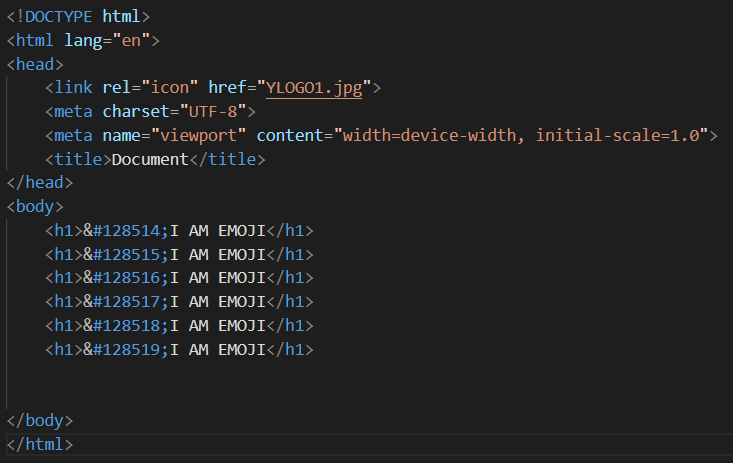 <!DOCTYPE html>
<html lang="en">
<head>
    <link rel="icon" href="YLOGO1.jpg">
    <meta charset="UTF-8">
    <meta name="viewport" content="width=device-width, initial-scale=1.0">
    <title>Document</title>
</head>
<body>
    <h1>&#128514;I AM EMOJI</h1>
    <h1>&#128515;I AM EMOJI</h1>
    <h1>&#128516;I AM EMOJI</h1>
    <h1>&#128517;I AM EMOJI</h1>
    <h1>&#128518;I AM EMOJI</h1>
    <h1>&#128519;I AM EMOJI</h1>
</body>
</html>